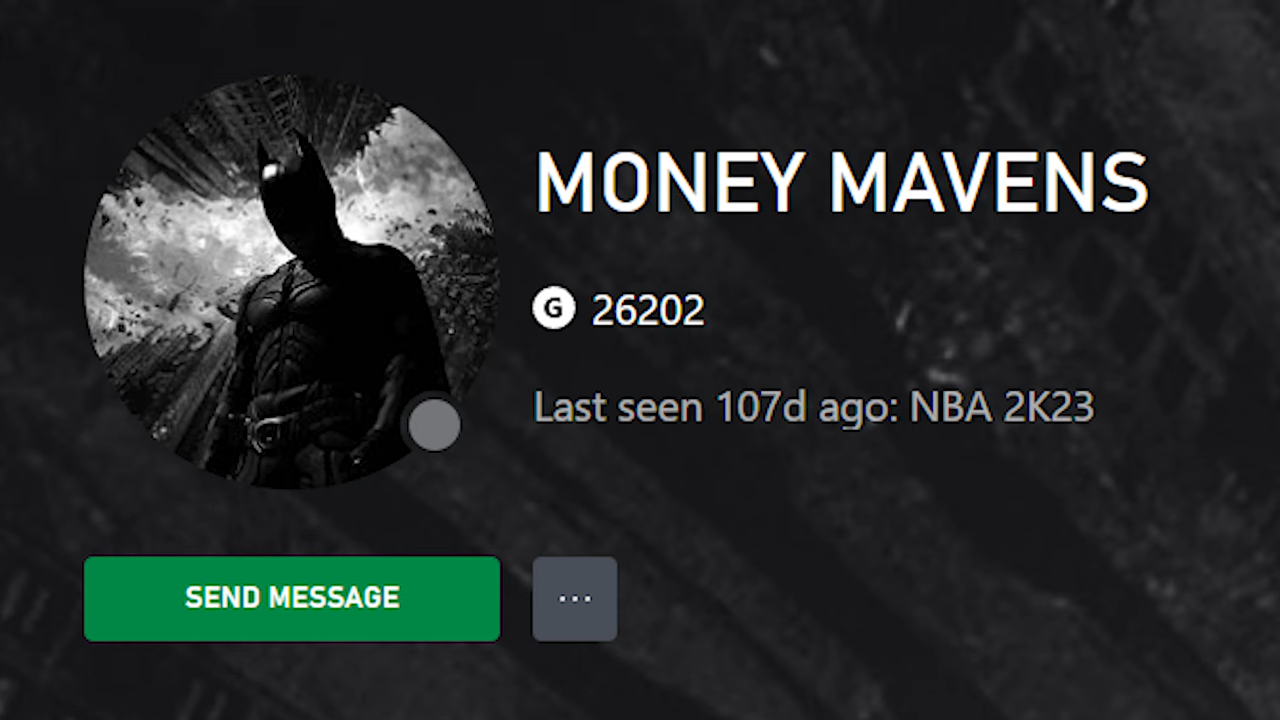 MONEY MAVENS
G 26202
Last seen 107d ago: NBA 2K23
SEND MESSAGE
...